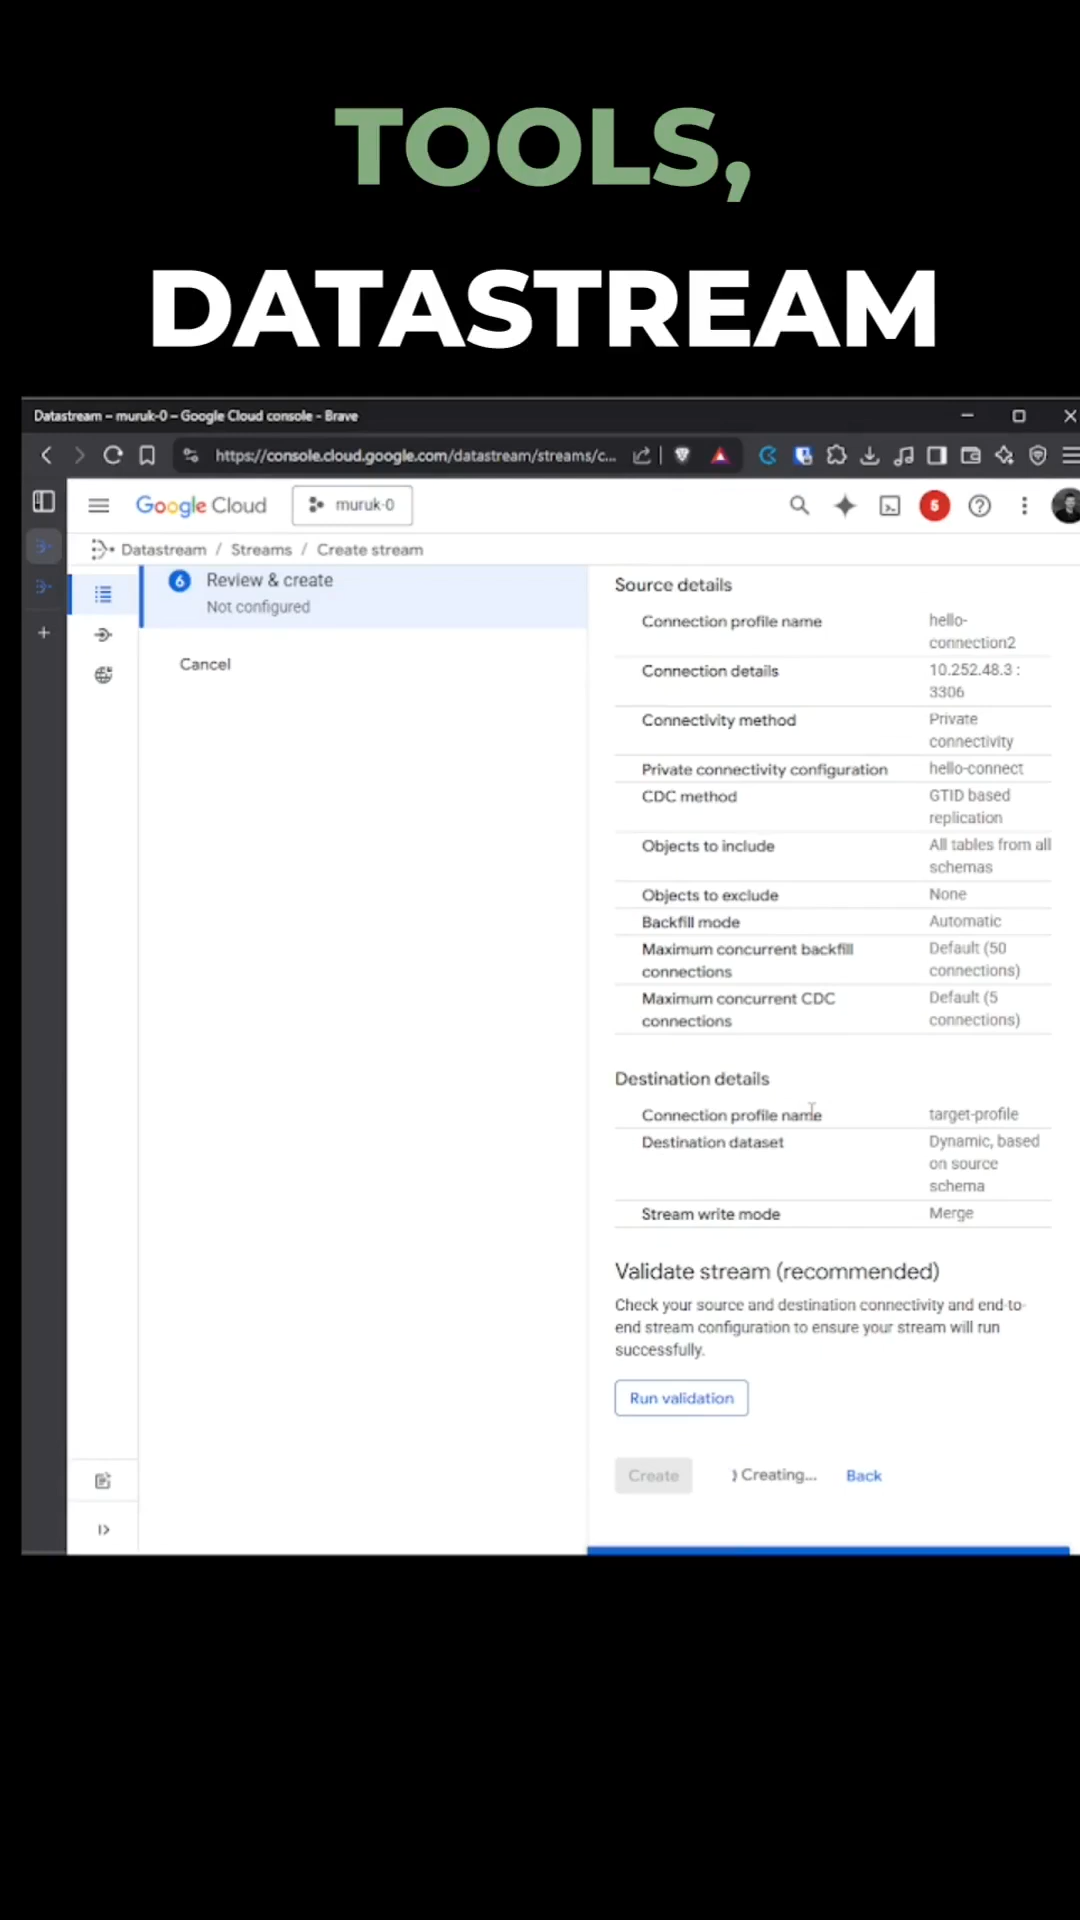 TOOLS,
DATASTREAM
Datastream – muruk-0 – Google Cloud console - Brave
https://console.cloud.google.com/datastream/streams/c...
Google Cloud
muruk-0
5
Datastream / Streams / Create stream
6 Review & create
Not configured
Cancel
Source details
Connection profile name hello-
connection2
Connection details 10.252.48.3 :
3306
Connectivity method Private
connectivity
Private connectivity configuration hello-connect
CDC method GTID based
replication
Objects to include All tables from all
schemas
Objects to exclude None
Backfill mode Automatic
Maximum concurrent backfill Default (50
connections connections)
Maximum concurrent CDC Default (5
connections connections)
Destination details
Connection profile name target-profile
Destination dataset Dynamic, based
on source
schema
Stream write mode Merge
Validate stream (recommended)
Check your source and destination connectivity and end-to-
end stream configuration to ensure your stream will run
successfully.
Run validation
Create Creating... Back